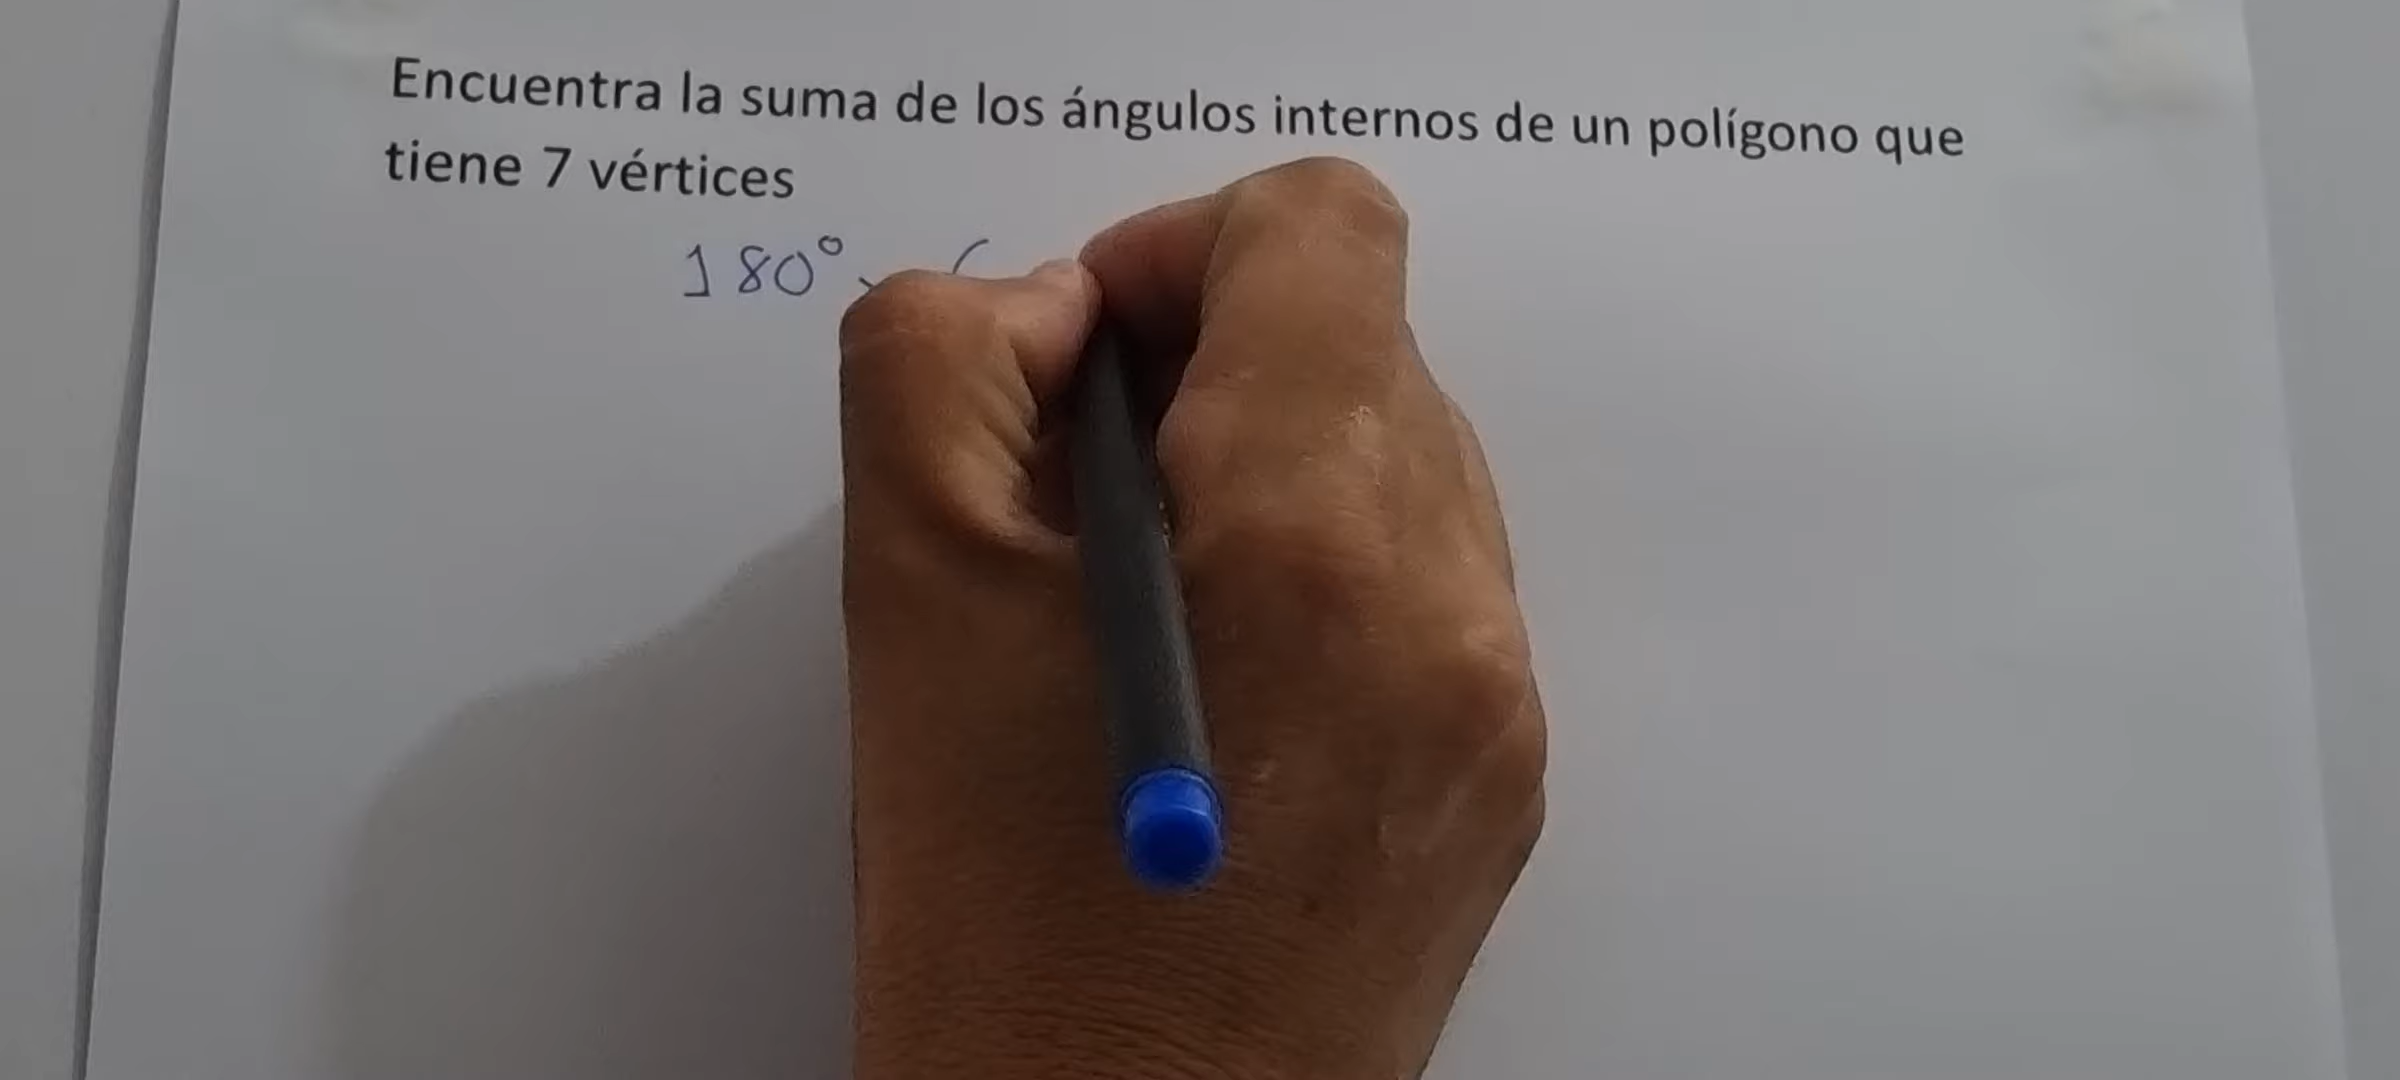 Encuentra la suma de los ángulos internos de un polígono que
tiene 7 vértices
180° (